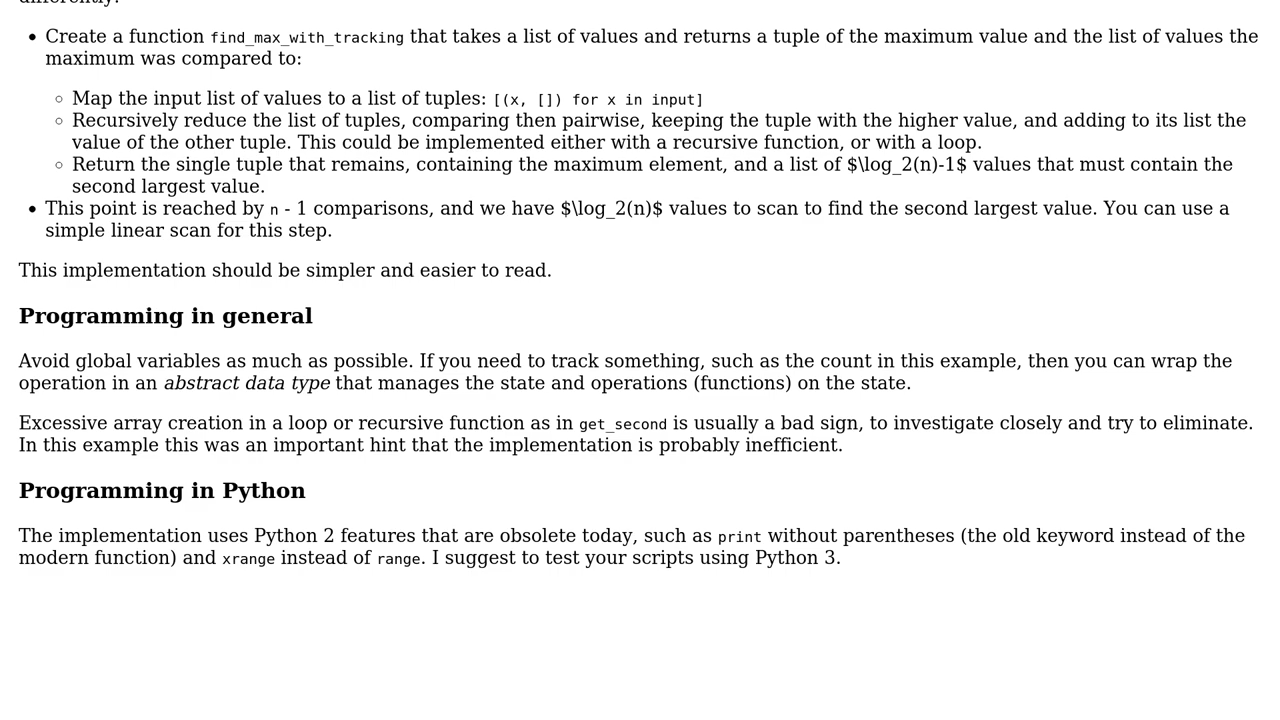 differently:
Create a function find_max_with_tracking that takes a list of values and returns a tuple of the maximum value and the list of values the
maximum was compared to:
Map the input list of values to a list of tuples: [(x, []) for x in input]
Recursively reduce the list of tuples, comparing then pairwise, keeping the tuple with the higher value, and adding to its list the
value of the other tuple. This could be implemented either with a recursive function, or with a loop.
Return the single tuple that remains, containing the maximum element, and a list of $\log_2(n)-1$ values that must contain the
second largest value.
This point is reached by n - 1 comparisons, and we have $\log_2(n)$ values to scan to find the second largest value. You can use a
simple linear scan for this step.
This implementation should be simpler and easier to read.
Programming in general
Avoid global variables as much as possible. If you need to track something, such as the count in this example, then you can wrap the
operation in an abstract data type that manages the state and operations (functions) on the state.
Excessive array creation in a loop or recursive function as in get_second is usually a bad sign, to investigate closely and try to eliminate.
In this example this was an important hint that the implementation is probably inefficient.
Programming in Python
The implementation uses Python 2 features that are obsolete today, such as print without parentheses (the old keyword instead of the
modern function) and xrange instead of range. I suggest to test your scripts using Python 3.